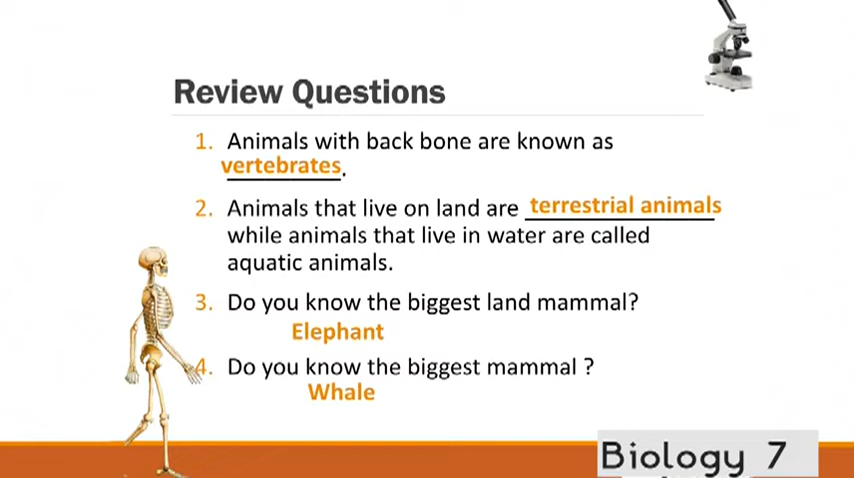 Review Questions
1. Animals with back bone are known as
vertebrates.
2. Animals that live on land are terrestrial animals
while animals that live in water are called
aquatic animals.
3. Do you know the biggest land mammal?
Elephant
4. Do you know the biggest mammal ?
Whale
Biology 7